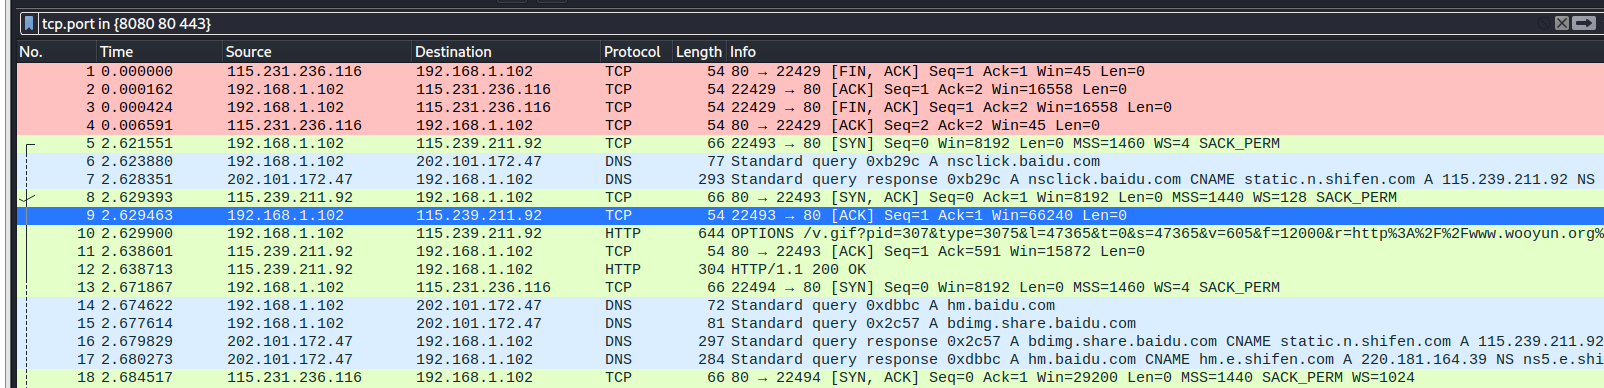 tcp.port in {8080 80 443}
No. Time Source Destination Protocol Length Info
1 0.000000 115.231.236.116 192.168.1.102 TCP 54 80 → 22429 [FIN, ACK] Seq=1 Ack=1 Win=45 Len=0
2 0.000162 192.168.1.102 115.231.236.116 TCP 54 22429 → 80 [ACK] Seq=1 Ack=2 Win=16558 Len=0
3 0.000424 192.168.1.102 115.231.236.116 TCP 54 22429 → 80 [FIN, ACK] Seq=1 Ack=2 Win=16558 Len=0
4 0.006591 115.231.236.116 192.168.1.102 TCP 54 80 → 22429 [ACK] Seq=2 Ack=2 Win=45 Len=0
5 2.621551 192.168.1.102 115.239.211.92 TCP 66 22493 → 80 [SYN] Seq=0 Win=8192 Len=0 MSS=1460 WS=4 SACK_PERM
6 2.623880 192.168.1.102 202.101.172.47 DNS 77 Standard query 0xb29c A nsclick.baidu.com
7 2.628351 202.101.172.47 192.168.1.102 DNS 293 Standard query response 0xb29c A nsclick.baidu.com CNAME static.n.shifen.com A 115.239.211.92 NS
8 2.629393 115.239.211.92 192.168.1.102 TCP 66 80 → 22493 [SYN, ACK] Seq=0 Ack=1 Win=8192 Len=0 MSS=1440 WS=128 SACK_PERM
9 2.629463 192.168.1.102 115.239.211.92 TCP 54 22493 → 80 [ACK] Seq=1 Ack=1 Win=66240 Len=0
10 2.629900 192.168.1.102 115.239.211.92 HTTP 644 OPTIONS /v.gif?pid=307&type=3075&l=47365&t=0&s=47365&v=605&f=12000&r=http%3A%2F%2Fwww.wooyun.org%
11 2.638601 115.239.211.92 192.168.1.102 TCP 54 80 → 22493 [ACK] Seq=1 Ack=591 Win=15872 Len=0
12 2.638713 115.239.211.92 192.168.1.102 HTTP 304 HTTP/1.1 200 OK
13 2.671867 192.168.1.102 115.231.236.116 TCP 66 22494 → 80 [SYN] Seq=0 Win=8192 Len=0 MSS=1460 WS=4 SACK_PERM
14 2.674622 192.168.1.102 202.101.172.47 DNS 72 Standard query 0xdbbc A hm.baidu.com
15 2.677614 192.168.1.102 202.101.172.47 DNS 81 Standard query 0x2c57 A bdimg.share.baidu.com
16 2.679829 202.101.172.47 192.168.1.102 DNS 297 Standard query response 0x2c57 A bdimg.share.baidu.com CNAME static.n.shifen.com A 115.239.211.92
17 2.680273 202.101.172.47 192.168.1.102 DNS 284 Standard query response 0xdbbc A hm.baidu.com CNAME hm.e.shifen.com A 220.181.164.39 NS ns5.e.shi
18 2.684517 115.231.236.116 192.168.1.102 TCP 66 80 → 22494 [SYN, ACK] Seq=0 Ack=1 Win=29200 Len=0 MSS=1440 SACK_PERM WS=1024